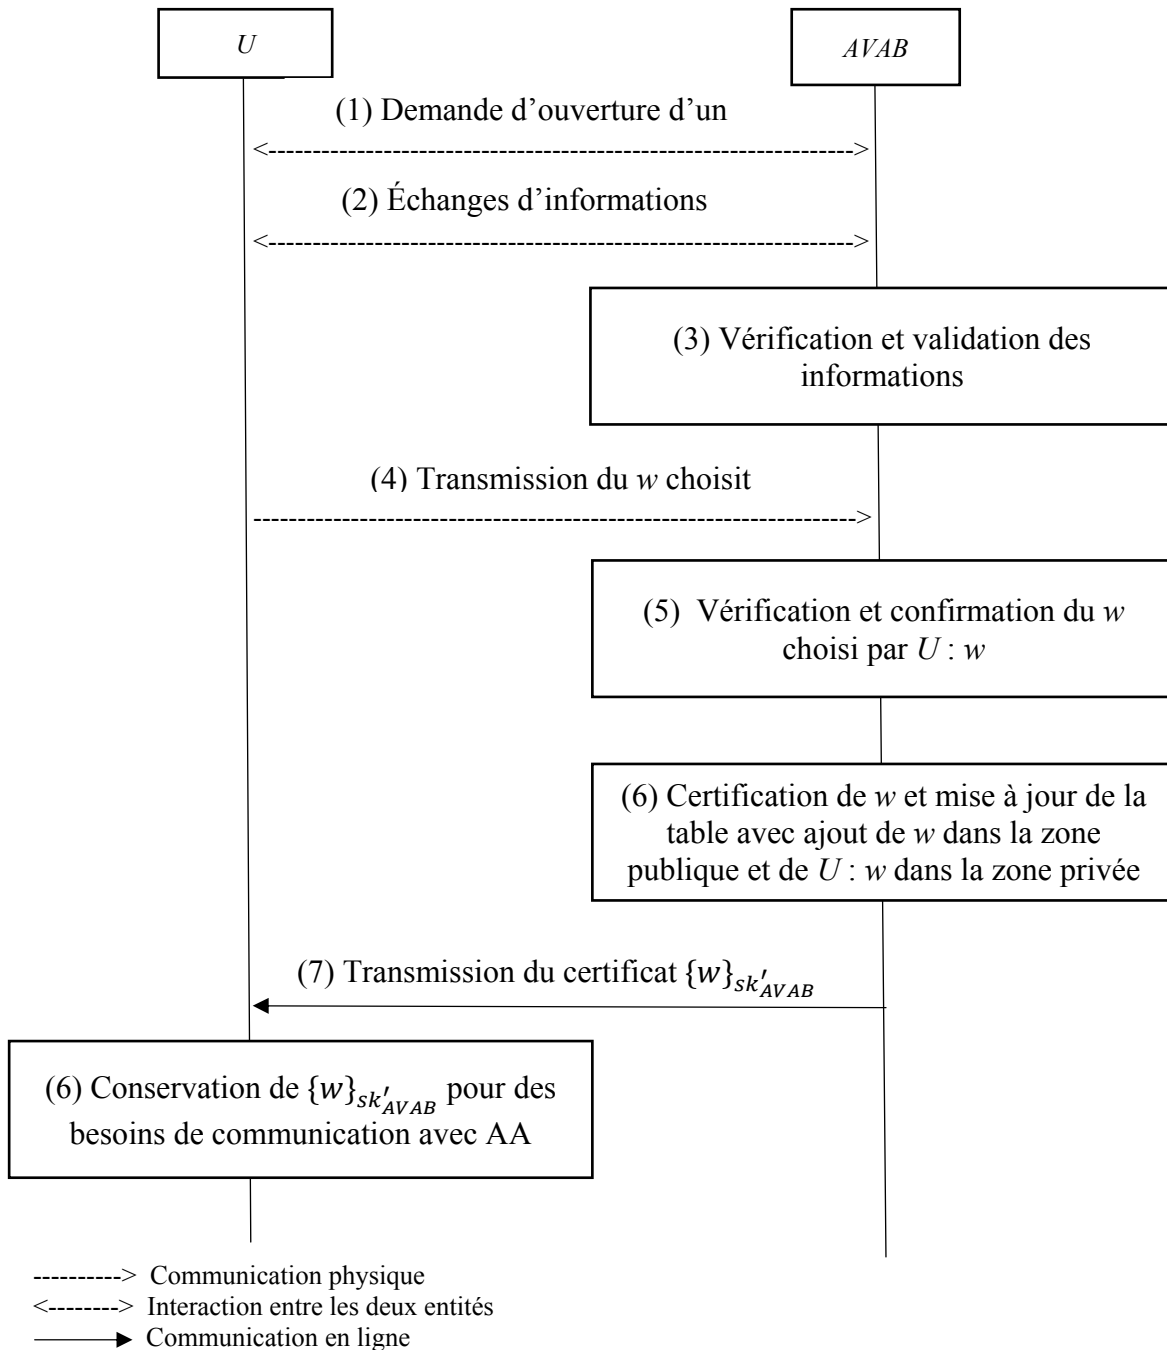 U
AVAB
(1) Demande d’ouverture d’un
(2) Échanges d’informations
(3) Vérification et validation des
informations
(4) Transmission du w choisit
(5) Vérification et confirmation du w
choisi par U : w
(6) Certification de w et mise à jour de la
table avec ajout de w dans la zone
publique et de U : w dans la zone privée
(7) Transmission du certificat {w}sk′AVAB
(6) Conservation de {w}sk′AVAB pour des
besoins de communication avec AA
----------> Communication physique
<--------> Interaction entre les deux entités
Communication en ligne